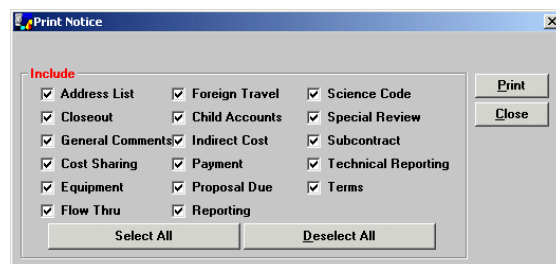 Print Notice
Include
Address List Foreign Travel Science Code
Closeout Child Accounts Special Review
General Comments Indirect Cost Subcontract
Cost Sharing Payment Technical Reporting
Equipment Proposal Due Terms
Flow Thru Reporting
Select All Deselect All
Print
Close